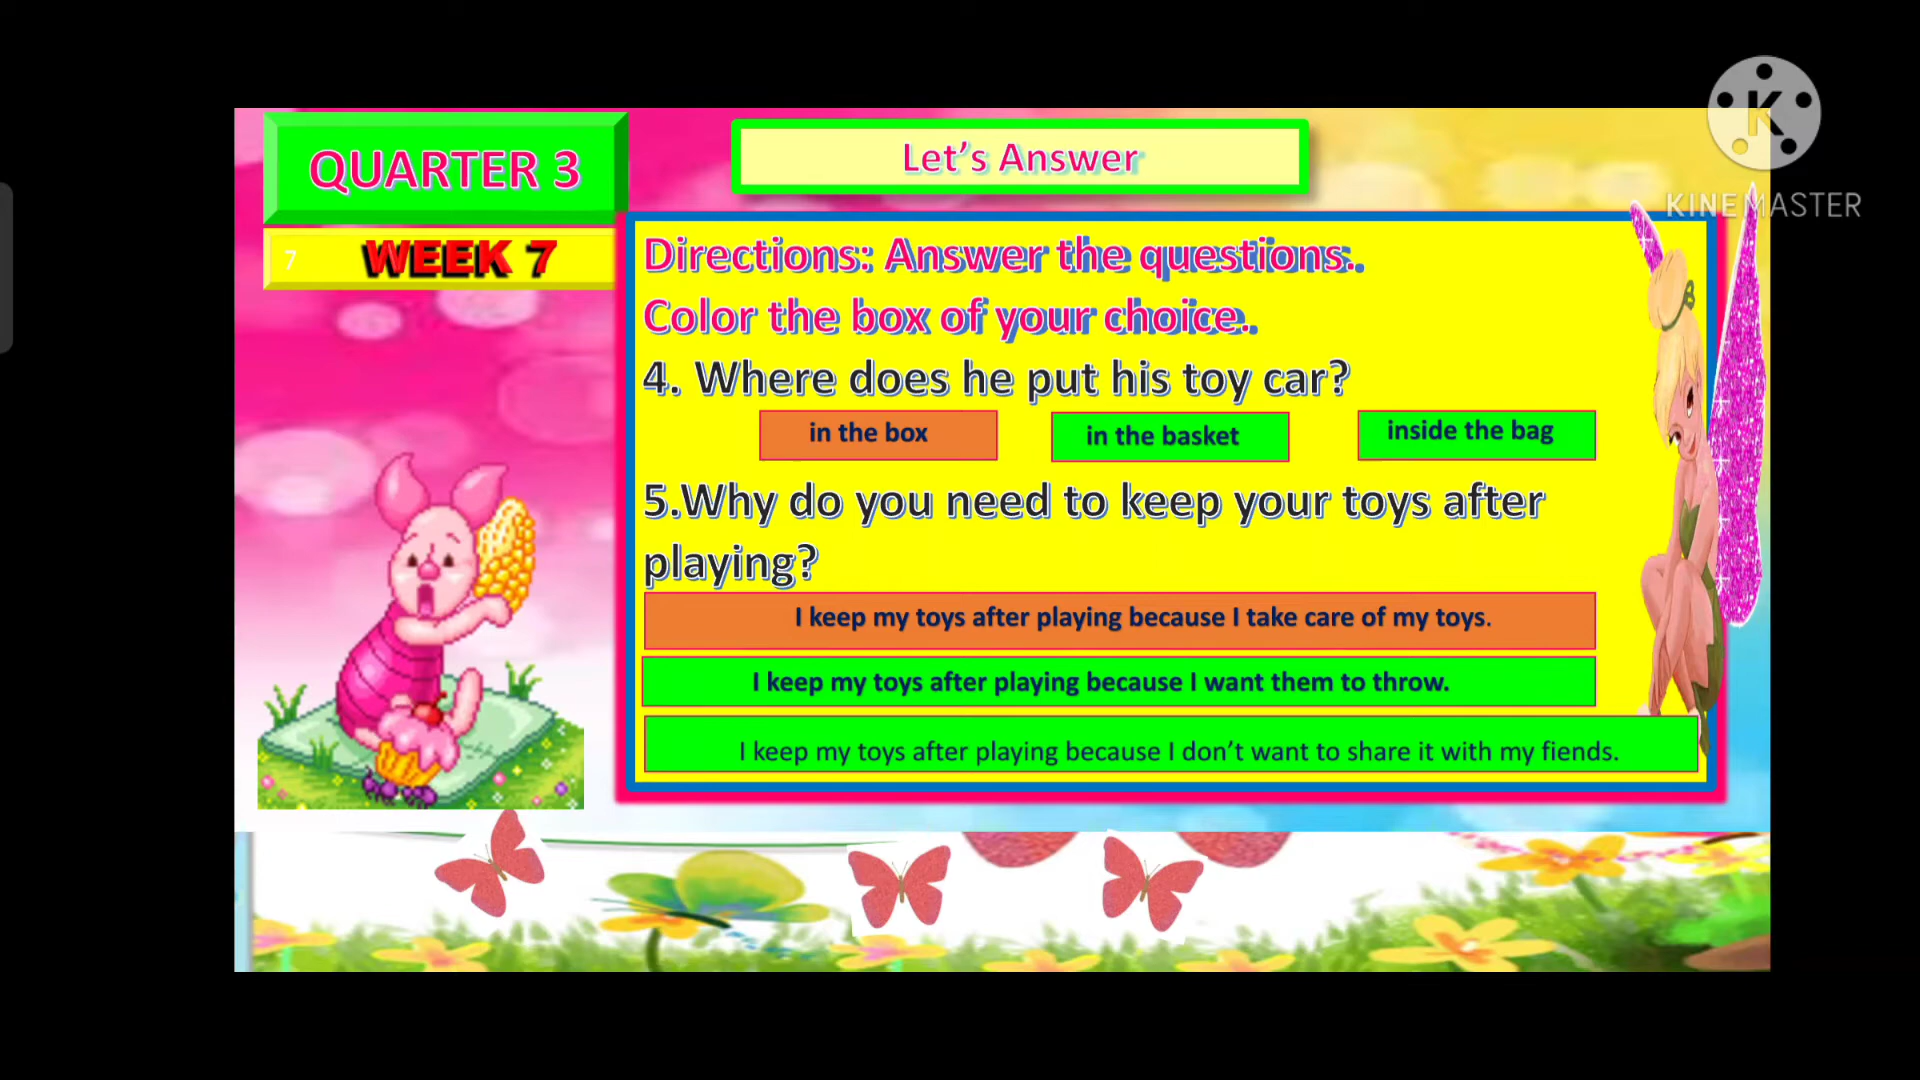 QUARTER 3
Let's Answer
K
KINEMASTER
7
WEEK 7
Directions: Answer the questions.
Color the box of your choice.
4. Where does he put his toy car?
in the box
in the basket
inside the bag
5.Why do you need to keep your toys after
playing?
I keep my toys after playing because I take care of my toys.
I keep my toys after playing because I want them to throw.
I keep my toys after playing because I don't want to share it with my fiends.